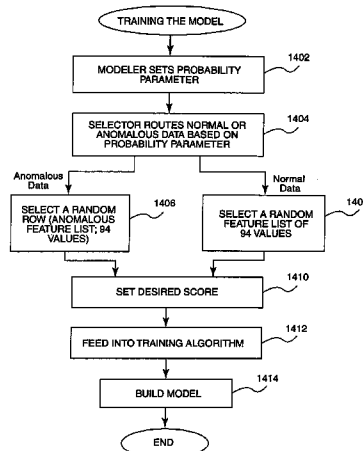 TRAINING THE MODEL
1402
MODELER SETS PROBABILITY
PARAMETER
1404
SELECTOR ROUTES NORMAL OR
ANOMALOUS DATA BASED ON
PROBABILITY PARAMETER
Anomalous
Data
Normal
Data
SELECT A RANDOM
ROW (ANOMALOUS
FEATURE LIST; 94
VALUES)
1406
SELECT A RANDOM
FEATURE LIST OF
94 VALUES
140
1410
SET DESIRED SCORE
1412
FEED INTO TRAINING ALGORITHM
1414
BUILD MODEL
END